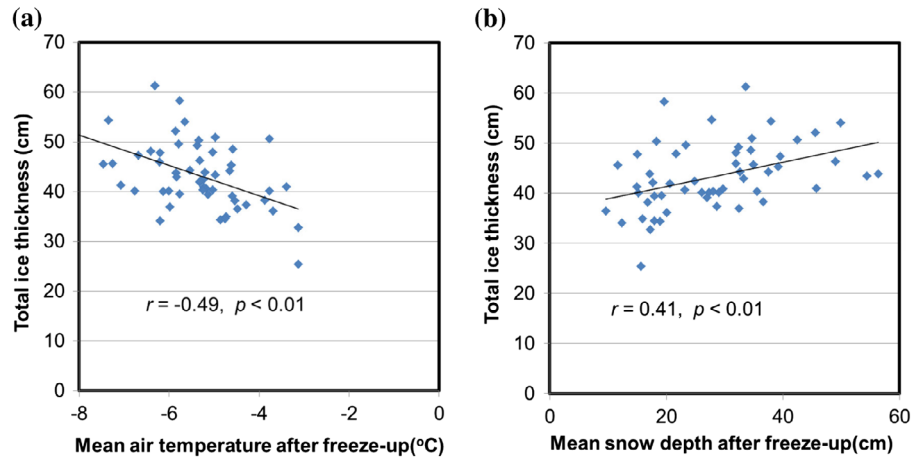 (a)
70
60
50
40
30
20
10
0
Total ice thickness (cm)
r = -0.49, p < 0.01
-8 -6 -4 -2 0
Mean air temperature after freeze-up(°C)
(b)
70
60
50
40
30
20
10
0
Total ice thickness (cm)
r = 0.41, p < 0.01
0 20 40 60
Mean snow depth after freeze-up(cm)